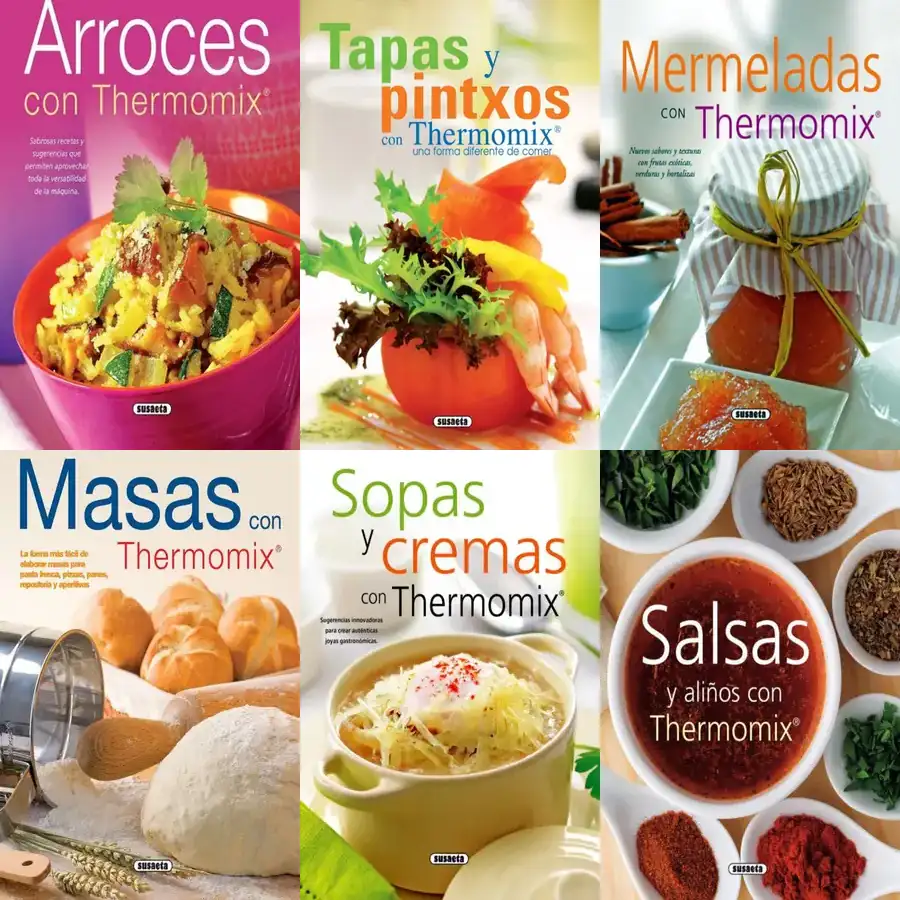 Arroces
con Thermomix®
Sabrosas recetas y
sugerencias que
permiten aprovechar
toda la versatilidad
de la máquina.
susaeta
Tapas y
pintxos
con Thermomix®
una forma diferente de comer
susaeta
Mermeladas
CON Thermomix®
Nuevos sabores y texturas
con frutas exóticas,
verduras y hortalizas
susaeta
Masas con
Thermomix®
La forma más fácil de
elaborar masas para
pasta fresca, pizzas, panes,
repostería y aperitivos
susaeta
Sopas
y cremas
con Thermomix®
Sugerencias innovadoras
para crear auténticas
joyas gastronómicas.
susaeta
Salsas
y aliños con
Thermomix®
susaeta